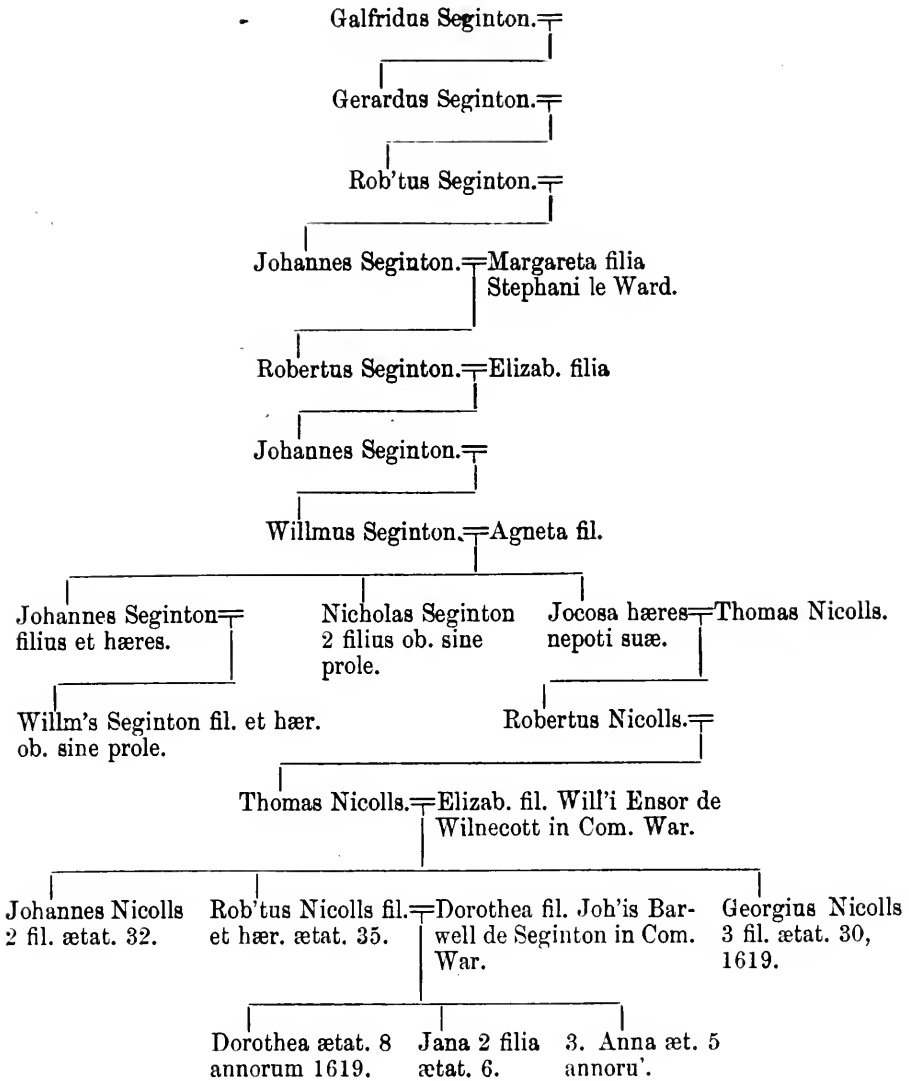 Galfridus Seginton.
Gerardus Seginton.
Rob'tus Seginton.
Johannes Seginton. Margareta filia
Stephani le Ward.
Robertus Seginton. Elizab. filia
Johannes Seginton.
Willmus Seginton. Agneta fil.
Johannes Seginton
filius et hæres.
Nicholas Seginton
2 filius ob. sine
prole.
Jocosa hæres
nepoti suæ.
Thomas Nicolls.
Willm's Seginton fil. et hær.
ob. sine prole.
Robertus Nicolls.
Thomas Nicolls. Elizab. fil. Will'i Ensor de
Wilnecott in Com. War.
Johannes Nicolls
2 fil. ætat. 32.
Rob'tus Nicolls fil.
et hær. ætat. 35.
Dorothea fil. Joh'is Bar-
well de Seginton in Com.
War.
Georgius Nicolls
3 fil. ætat. 30,
1619.
Dorothea ætat. 8
annorum 1619.
Jana 2 filia
ætat. 6.
3. Anna æt. 5
annoru'.